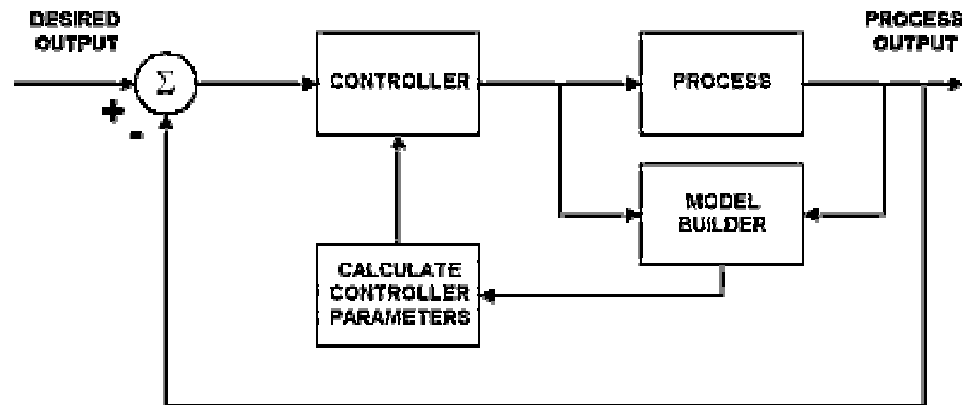 DESIRED
OUTPUT
PROCESS
OUTPUT
Σ
CONTROLLER
PROCESS
+
-
MODEL
BUILDER
CALCULATE
CONTROLLER
PARAMETERS